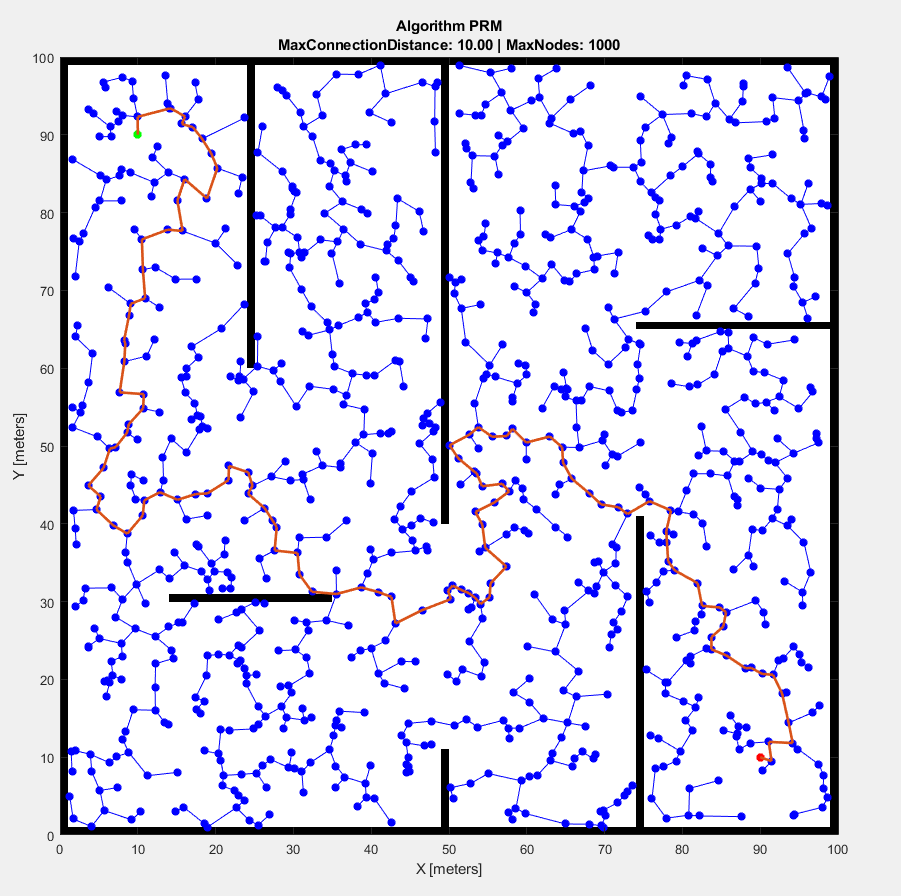 Algorithm PRM
MaxConnectionDistance: 10.00 | MaxNodes: 1000
100
90
80
70
60
50
40
30
20
10
0
Y [meters]
0 10 20 30 40 50 60 70 80 90 100
X [meters]